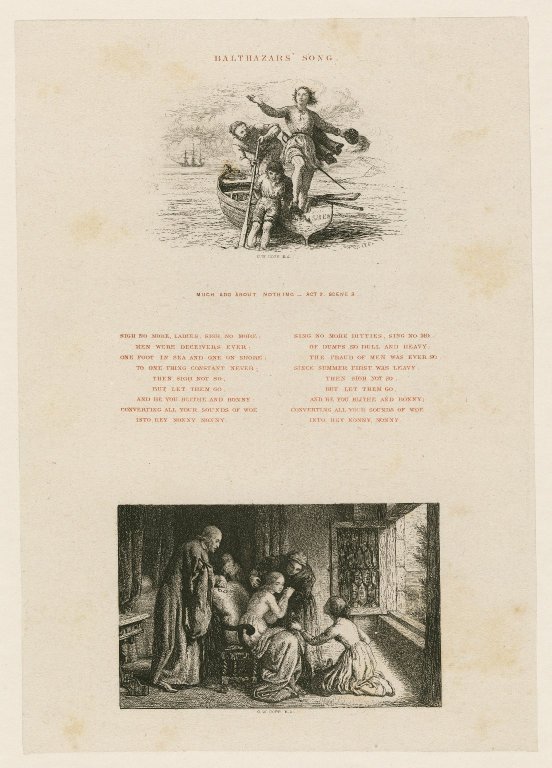 BALTHAZARS' SONG.
C.W. COPE R.A.
MUCH ADO ABOUT NOTHING — ACT 2. SCENE 3.
SIGH NO MORE, LADIES, SIGH NO MORE;
MEN WERE DECEIVERS EVER;
ONE FOOT IN SEA AND ONE ON SHORE;
TO ONE THING CONSTANT NEVER;
THEN SIGH NOT SO,
BUT LET THEM GO,
AND BE YOU BLITHE AND BONNY;
CONVERTING ALL YOUR SOUNDS OF WOE
INTO HEY NONNY NONNY.
SING NO MORE DITTIES, SING NO MO
OF DUMPS SO DULL AND HEAVY;
THE FRAUD OF MEN WAS EVER SO
SINCE SUMMER FIRST WAS LEAVY;
THEN SIGH NOT SO
BUT LET THEM GO
AND BE YOU BLITHE AND BONNY;
CONVERTING ALL YOUR SOUNDS OF WOE
INTO HEY NONNY NONNY.
C.W. COPE R.A.